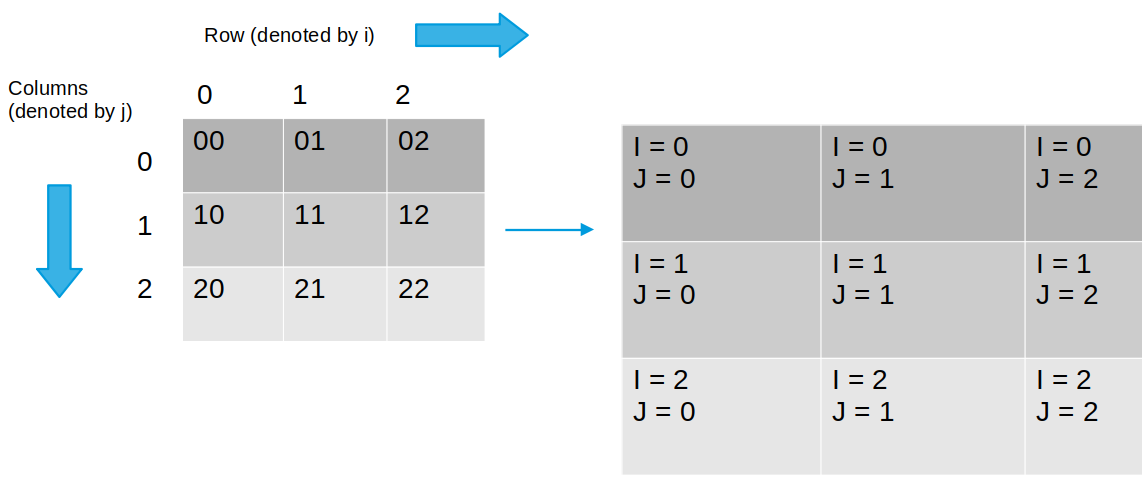 Row (denoted by i)
Columns
(denoted by j)
0 1 2
0
00 01 02
1
10 11 12
2
20 21 22
I = 0 I = 0 I = 0
J = 0 J = 1 J = 2
I = 1 I = 1 I = 1
J = 0 J = 1 J = 2
I = 2 I = 2 I = 2
J = 0 J = 1 J = 2